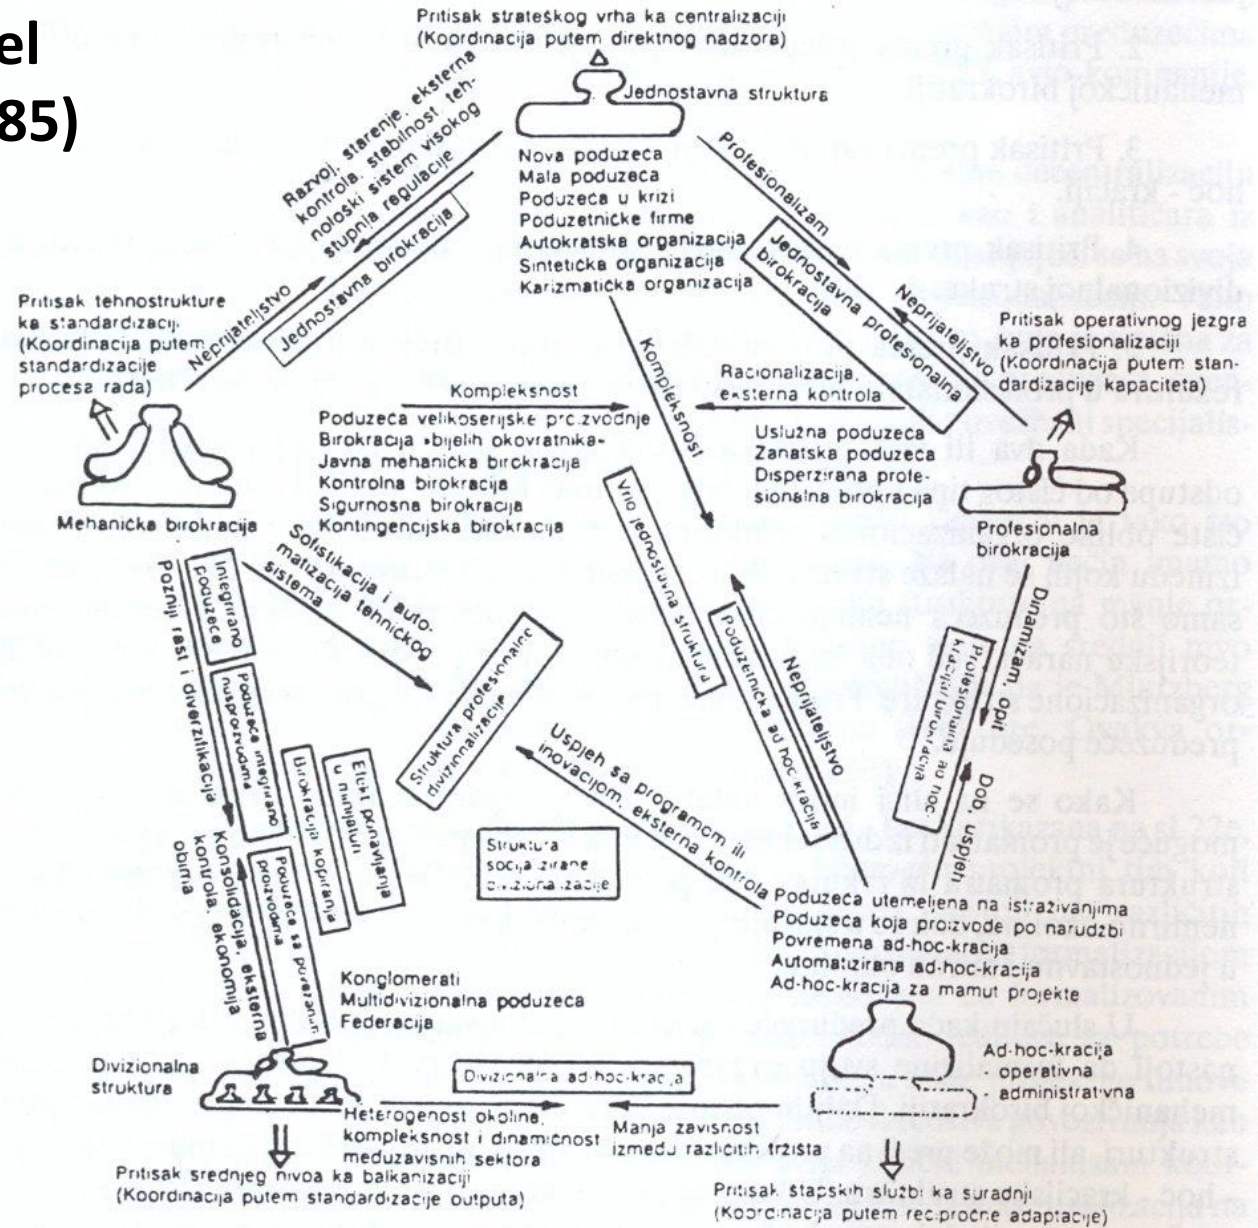 el
85)
Pritisak strateškog vrha ka centralizaciji
(Koordinacija putem direktnog nadzora)
Jednostavna struktura
Nova poduzeca
Mala poduzeca
Poduzeća u krizi
Poduzetničke firme
Autokratska organizacija
Sintetička organizacija
Karizmatička organizacija
Razvoj, starenje, eksterna
kontrola, stabilnost, teh-
nološki sistem visokog
stupnja regulacije
Jednostavna birokracija
Neprijateljstvo
Profesionalizam
Jednostavna profesionalna
birokracija
Neprijateljstvo
Pritisak tehnostrukture
ka standardizaciji
(Koordinacija putem
standardizacije
procesa rada)
Mehanička birokracija
Pritisak operativnog jezgra
ka profesionalizaciji
(koordinacija putem stan-
dardizacije kapaciteta)
Profesionalna
birokracija
Kompleksnost
Poduzeća velikoserijske proizvodnje
Birokracija »bijelih okovratnika«
Javna mehanička birokracija
Kontrolna birokracija
Sigurnosna birokracija
Kontingencijska birokracija
Kompleksnost
Racionalizacija,
eksterna kontrola
Uslužna poduzeća
Zanatska poduzeća
Disperzirana profe-
sionalna birokracija
Sofistikacija i auto-
matizacija tehničkog
sistema
Vrlo jednostavna struktura
Poduzetnička ad hoc-kracija
Neprijateljstvo
Dinamizam, opit
Profesionalna ad hoc
kracija/
birokracija
Dob, uspjeh
Integrirano
poduzeće
Pozniji rast i diverzifikacija
Poduzeće integrirano
nusproizvodima
Birokracija kopiranja
Efekt prinavljanja
u minijaturi
Poduzeća sa povezanim
proizvodima
Konsolidacija, eksterna
kontrola, ekonomija
obima
Struktura profesionalne
divizionalizacije
Struktura
socijalizirane
divizionalizacije
Uspjeh sa programom ili
inovacijom, eksterna kontrola
Poduzeća utemeljena na istraživanjima
Poduzeća koja proizvode po narudžbi
Povremena ad-hoc-kracija
Automatizirana ad-hoc-kracija
Ad-hoc-kracija za mamut projekte
Konglomerati
Multidivizionalna poduzeća
Federacija
Divizionalna
struktura
Divizionalna ad-hoc-kracija
Heterogenost okoline,
kompleksnost i dinamičnost
međuzavisnih sektora
Manja zavisnost
između različitih tržišta
Ad-hoc-kracija
operativna
administrativna
Pritisak srednjeg nivoa ka balkanizaciji
(Koordinacija putem standardizacije outputa)
Pritisak štapskih službi ka suradnji
(Koordinacija putem recipročne adaptacije)